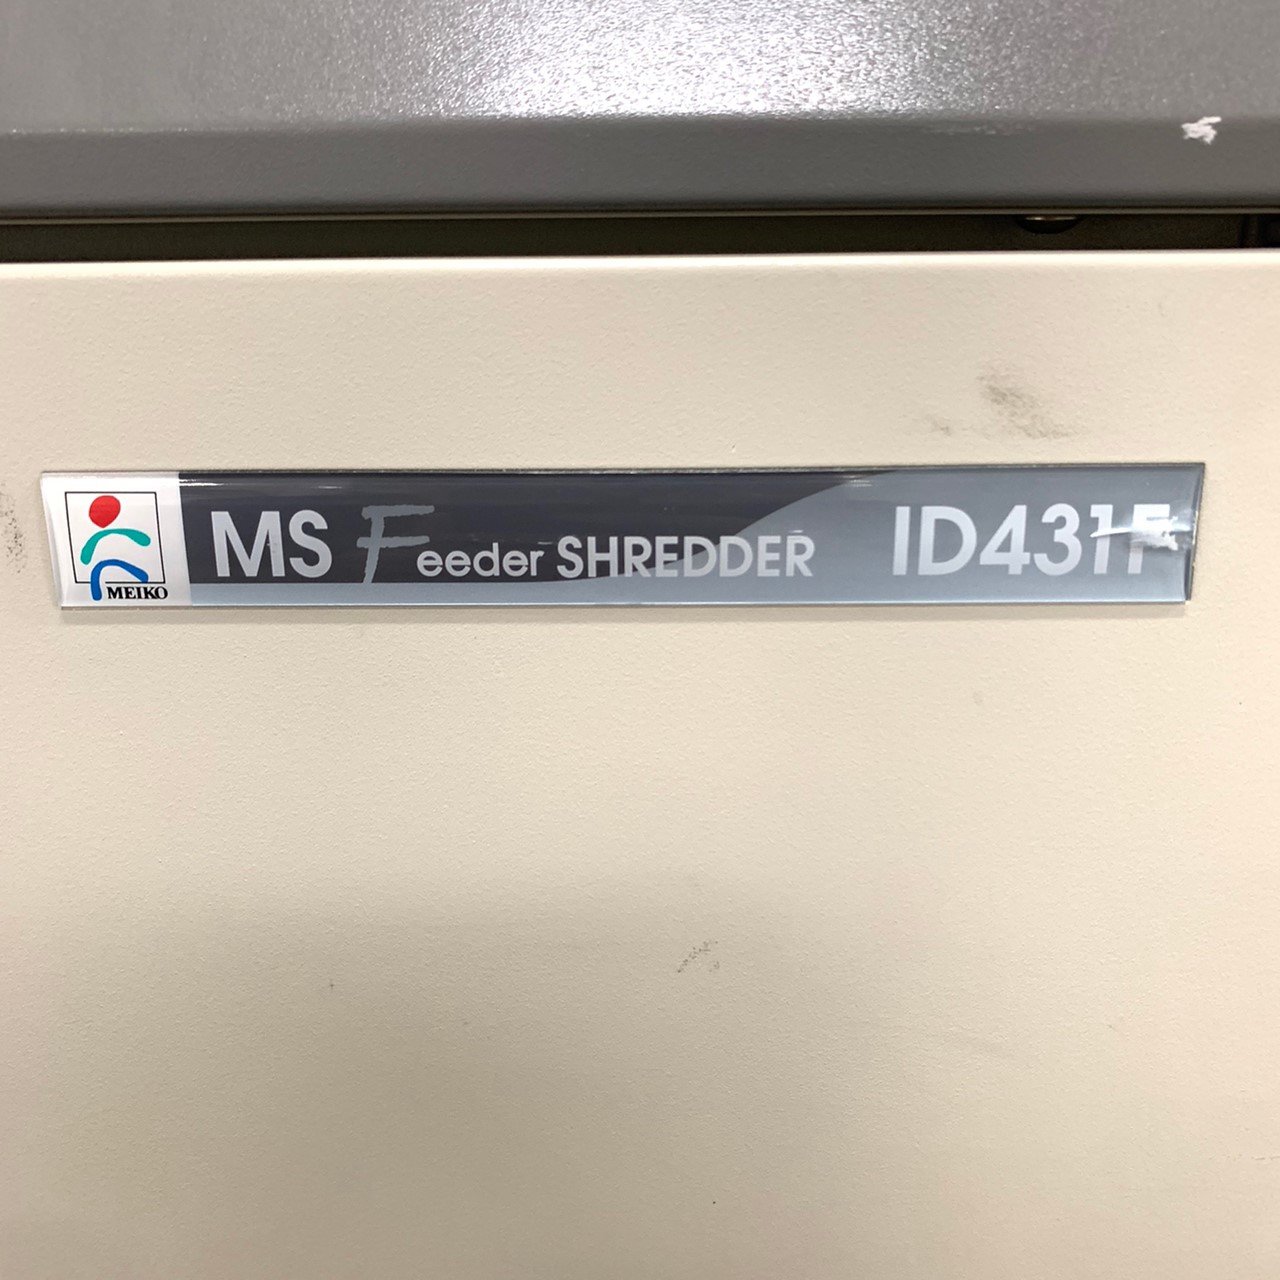 MEIKO
MS Feeder SHREDDER ID431F